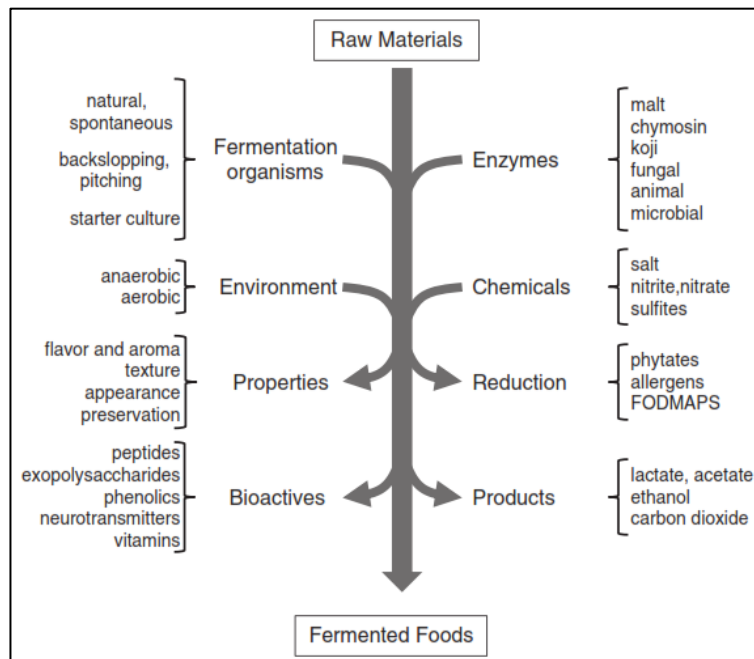 Raw Materials
natural,
spontaneous
backslopping,
pitching
starter culture
Fermentation
organisms
Enzymes
malt
chymosin
koji
fungal
animal
microbial
anaerobic
aerobic
Environment
Chemicals
salt
nitrite,nitrate
sulfites
flavor and aroma
texture
appearance
preservation
Properties
Reduction
phytates
allergens
FODMAPS
peptides
exopolysaccharides
phenolics
neurotransmitters
vitamins
Bioactives
Products
lactate, acetate
ethanol
carbon dioxide
Fermented Foods